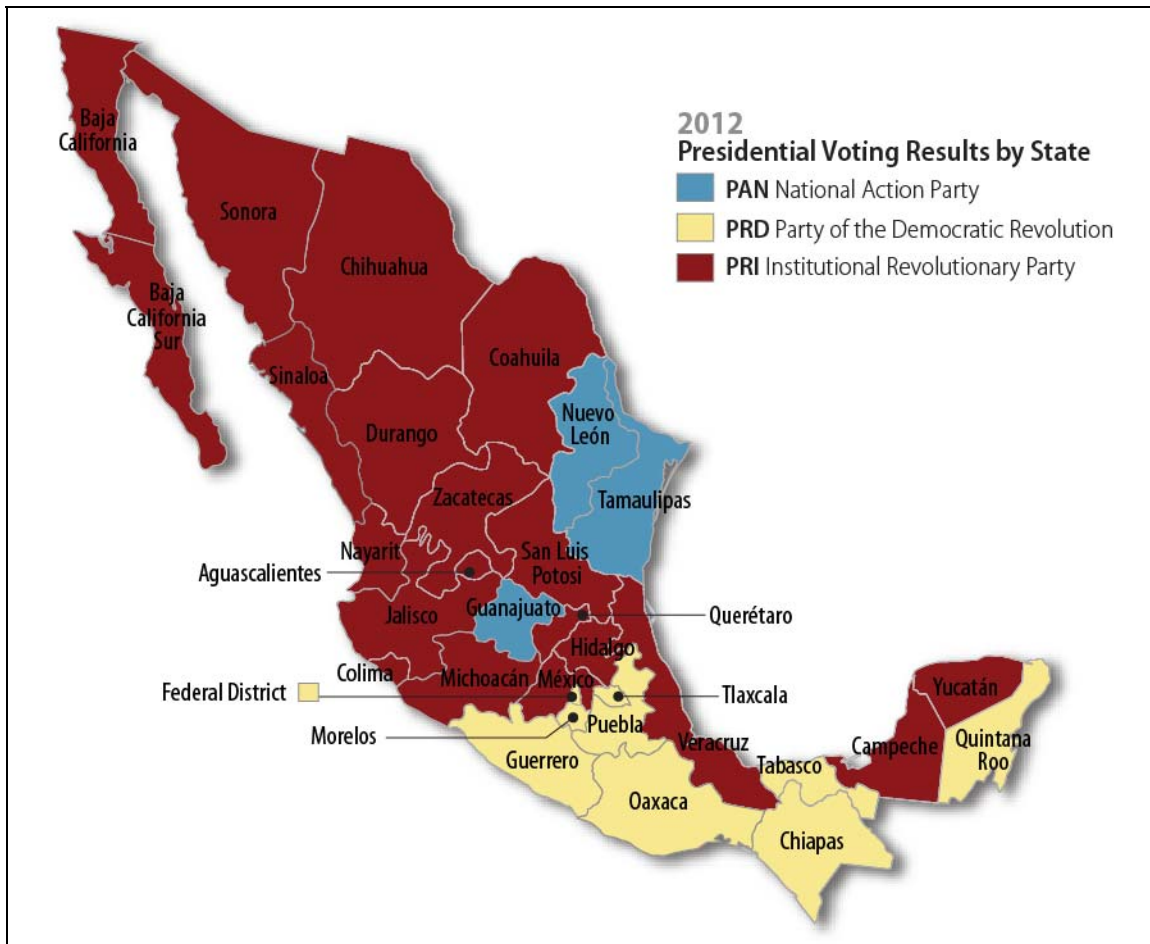 2012
Presidential Voting Results by State
PAN National Action Party
PRD Party of the Democratic Revolution
PRI Institutional Revolutionary Party
Baja
California
Sonora
Chihuahua
Baja
California
Sur
Coahuila
Sinaloa
Nuevo
León
Durango
Zacatecas
Tamaulipas
Nayarit
San Luis
Potosi
Aguascalientes
Jalisco
Guanajuato
Querétaro
Hidalgo
Colima
Michoacán
México
Federal District
Tlaxcala
Yucatán
Morelos
Puebla
Veracruz
Campeche
Quintana
Roo
Guerrero
Tabasco
Oaxaca
Chiapas